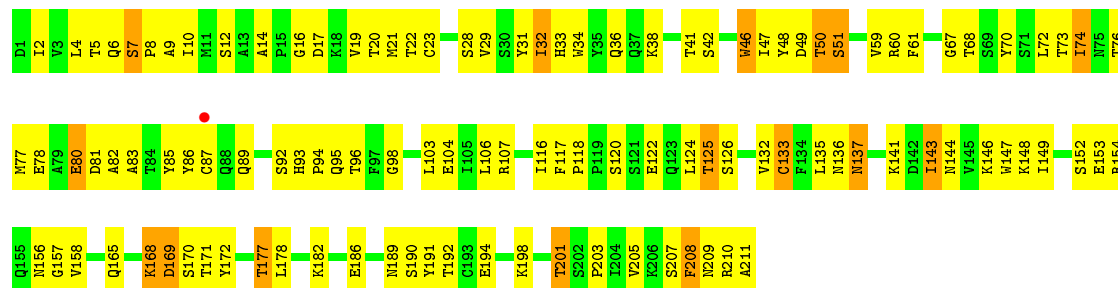 D1 I2 V3 L4 T5 Q6 S7 P8 A9 I10 M11 S12 A13 A14 P15 G16 D17 K18 V19 T20 M21 T22 C23 S28 V29 S30 Y31 I32 H33 W34 Y35 Q36 Q37 K38 T41 S42 W46 I47 Y48 D49 T50 S51 V59 R60 F61 G67 T68 S69 Y70 S71 L72 T73 I74 N75 T76
M77 E78 A79 E80 D81 A82 A83 T84 Y85 Y86 C87 Q88 Q89 S92 H93 P94 Q95 T96 F97 G98 L103 E104 I105 L106 R107 I116 F117 P118 P119 S120 S121 E122 Q123 L124 T125 S126 V132 C133 F134 L135 N136 N137 K141 D142 I143 N144 V145 K146 W147 K148 I149 S152 E153 R154
Q155 N156 G157 V158 Q165 K168 D169 S170 T171 Y172 T177 L178 K182 E186 N189 S190 Y191 T192 C193 E194 K198 T201 S202 P203 I204 V205 K206 S207 F208 N209 R210 A211